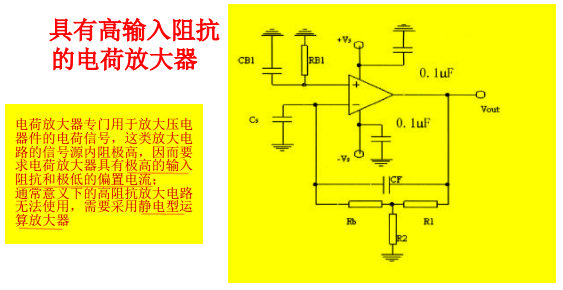 具有高输入阻抗
的电荷放大器
电荷放大器专门用于放大压电
器件的电荷信号，这类放大电
路的信号源内阻极高，因而要
求电荷放大器具有极高的输入
阻抗和极低的偏置电流；
通常意义下的高阻抗放大电路
无法使用，需要采用静电型运
算放大器
+Vs
CB1
RB1
0.1uF
Vout
Cs
0.1uF
-Vs
CF
Rb
R1
R2